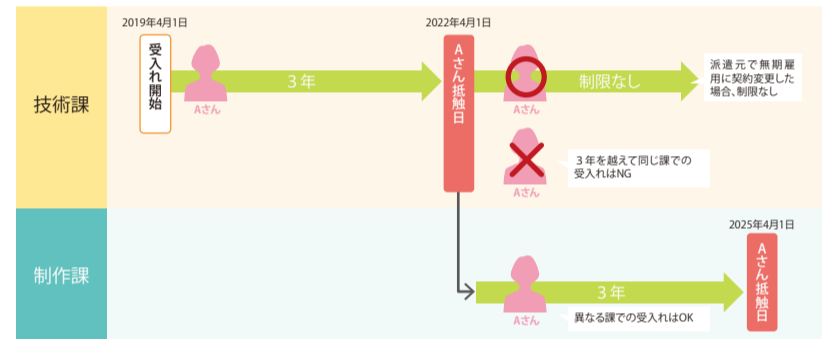 2019年4月1日
2022年4月1日
技術課
受入れ開始
Aさん
3年
Aさん抵触日
Aさん
制限なし
派遣元で無期雇
用に契約変更した
場合、制限なし
Aさん
３年を越えて同じ課での
受入れはNG
制作課
Aさん
3年
異なる課での受入れはOK
2025年4月1日
Aさん抵触日